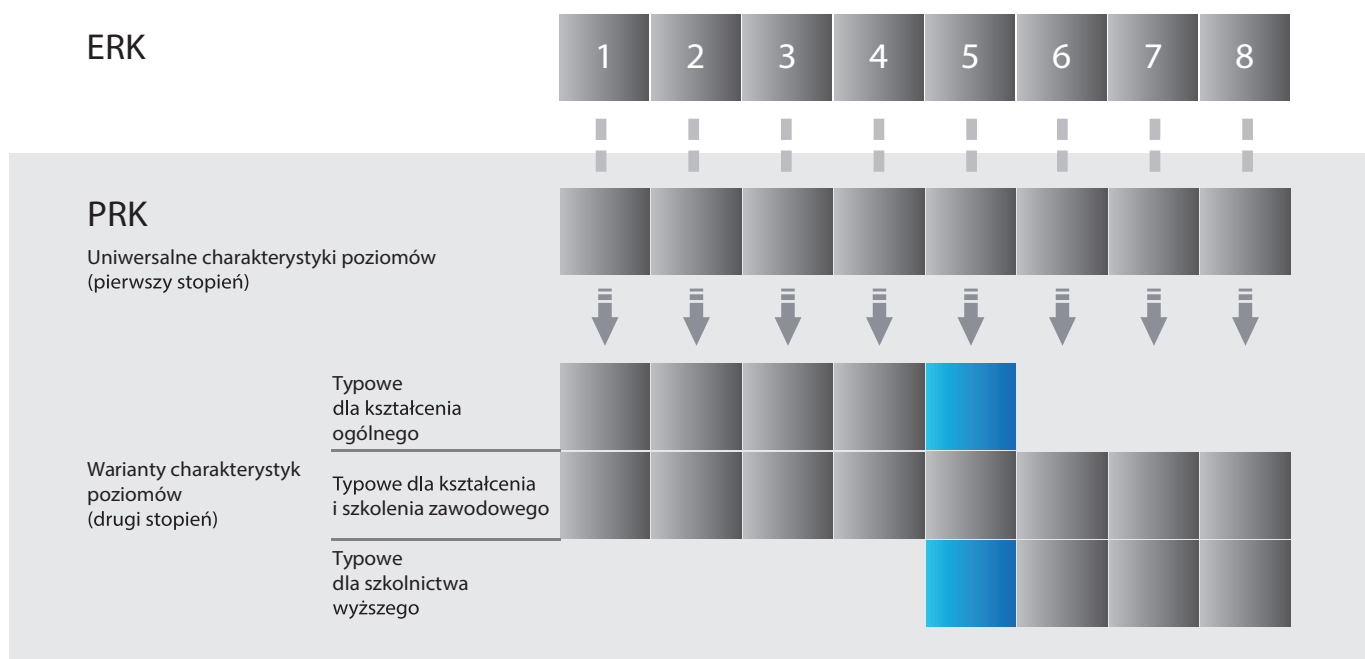 ERK
1 2 3 4 5 6 7 8
PRK
Uniwersalne charakterystyki poziomów
(pierwszy stopień)
Warianty charakterystyk
poziomów
(drugi stopień)
Typowe
dla kształcenia
ogólnego
Typowe dla kształcenia
i szkolenia zawodowego
Typowe
dla szkolnictwa
wyższego